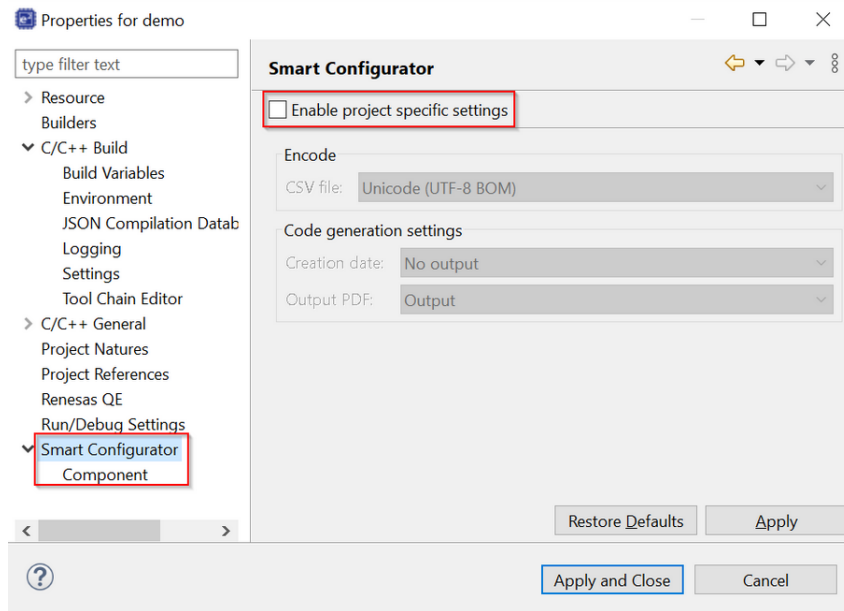 Properties for demo
type filter text
Resource
Builders
C/C++ Build
Build Variables
Environment
JSON Compilation Datab
Logging
Settings
Tool Chain Editor
C/C++ General
Project Natures
Project References
Renesas QE
Run/Debug Settings
Smart Configurator
Component
Smart Configurator
Enable project specific settings
Encode
CSV file: Unicode (UTF-8 BOM)
Code generation settings
Creation date: No output
Output PDF: Output
Restore Defaults Apply
? Apply and Close Cancel